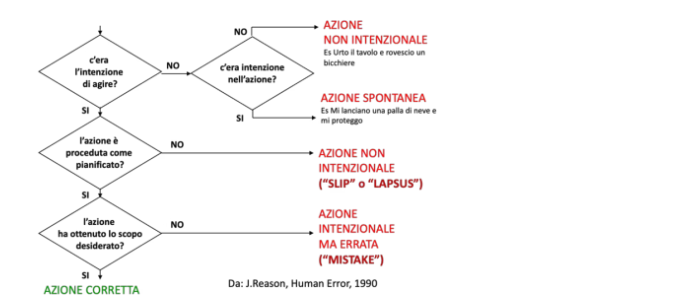 NO
AZIONE
NON INTENZIONALE
Es Urto il tavolo e rovescio un
bicchiere
c'era
l'intenzione
di agire?
NO
c'era intenzione
nell'azione?
AZIONE SPONTANEA
Es Mi lanciano una palla di neve e
mi proteggo
SI
SI
l'azione è
proceduta come
pianificato?
NO
AZIONE NON
INTENZIONALE
("SLIP" o "LAPSUS")
SI
l'azione
ha ottenuto lo scopo
desiderato?
NO
AZIONE
INTENZIONALE
MA ERRATA
("MISTAKE")
SI
AZIONE CORRETTA
Da: J.Reason, Human Error, 1990